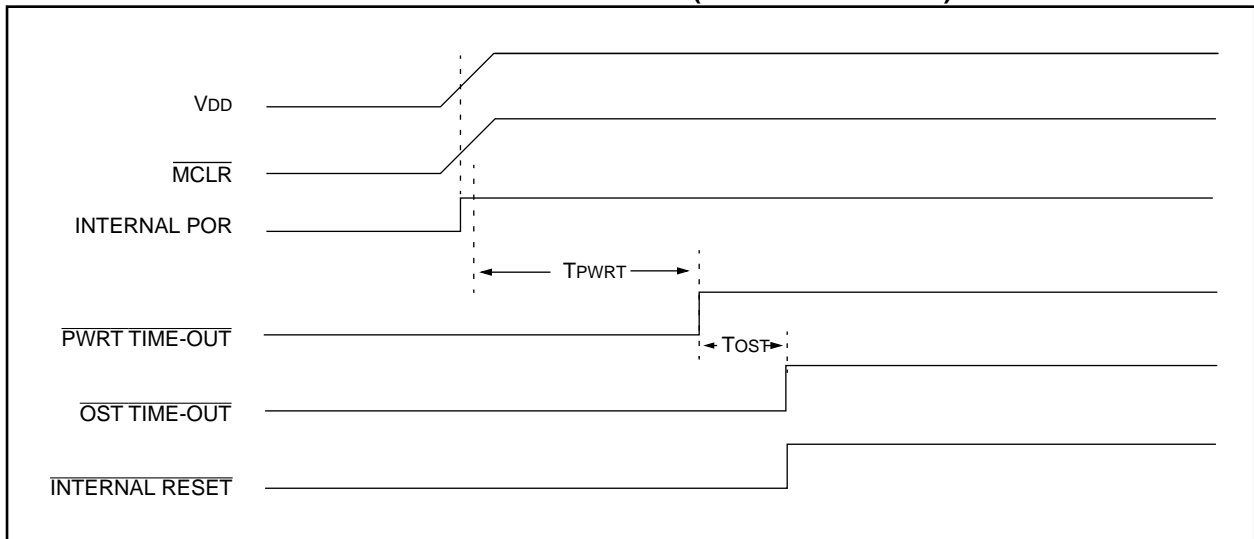 VDD
MCLR
INTERNAL POR
TPWRT
PWRT TIME-OUT
TOST
OST TIME-OUT
INTERNAL RESET